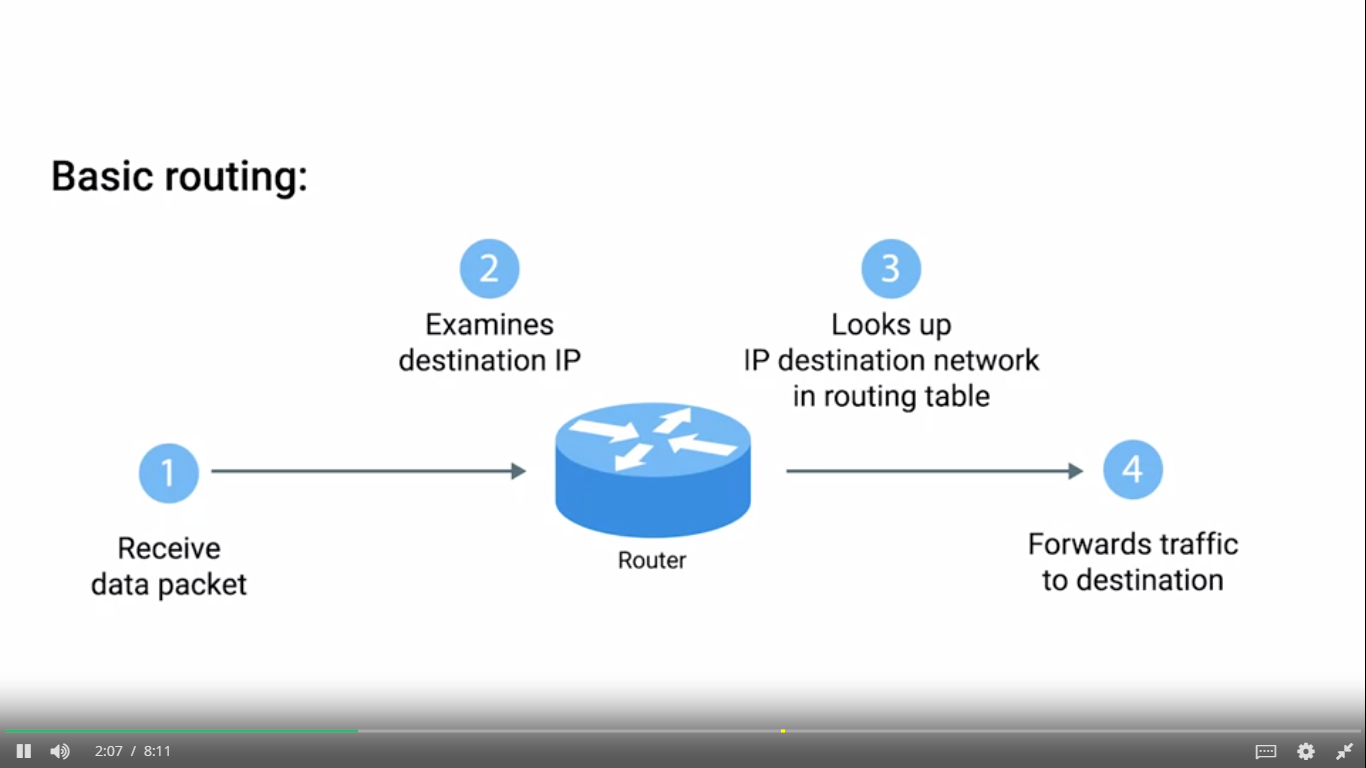 Basic routing:
2
Examines
destination IP
3
Looks up
IP destination network
in routing table
1
Receive
data packet
Router
4
Forwards traffic
to destination
2:07 / 8:11